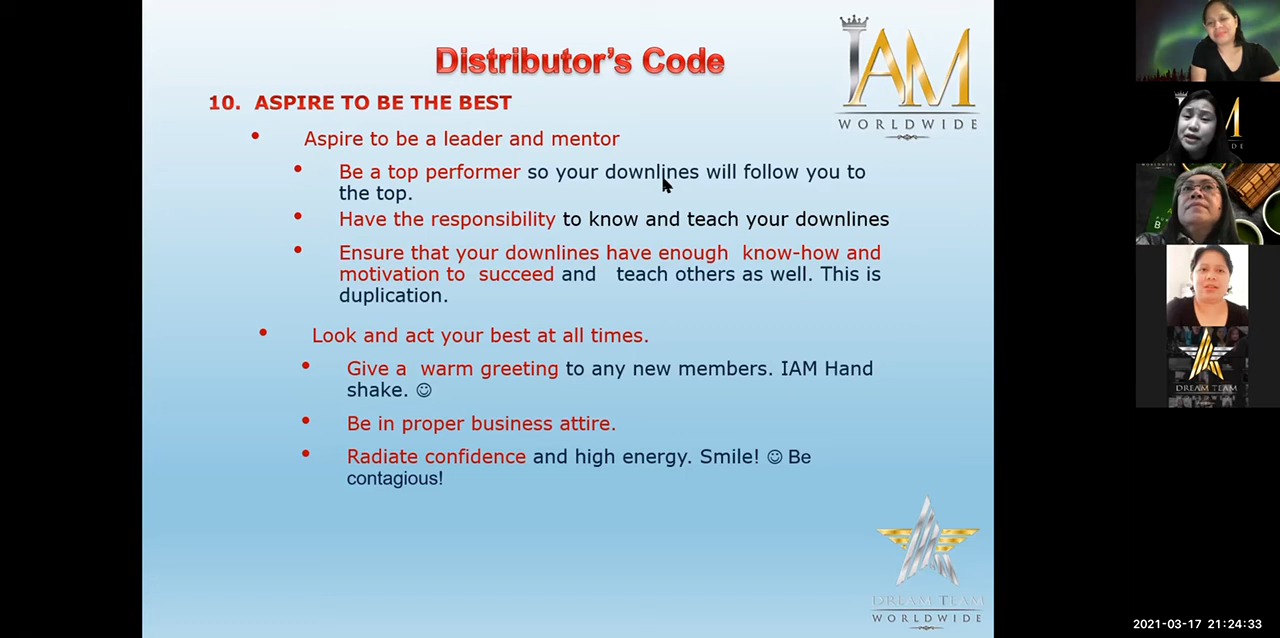 Distributor's Code
IAM
WORLDWIDE
10. ASPIRE TO BE THE BEST
• Aspire to be a leader and mentor
• Be a top performer so your downlines will follow you to
the top.
• Have the responsibility to know and teach your downlines
• Ensure that your downlines have enough know-how and
motivation to succeed and teach others as well. This is
duplication.
• Look and act your best at all times.
• Give a warm greeting to any new members. IAM Hand
shake. ☺
• Be in proper business attire.
• Radiate confidence and high energy. Smile! ☺ Be
contagious!
DREAM TEAM
WORLDWIDE
DREAM TEAM
WORLDWIDE
2021-03-17 21:24:33